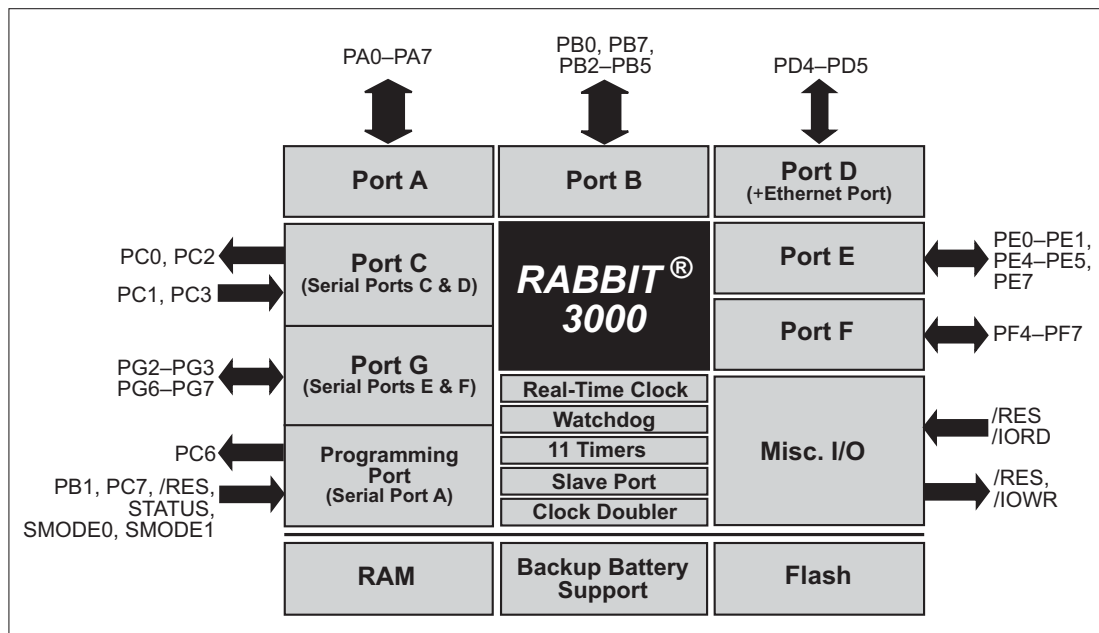 PA0–PA7
PB0, PB7,
PB2–PB5
PD4–PD5
Port A
Port B
Port D
(+Ethernet Port)
PC0, PC2
PC1, PC3
Port C
(Serial Ports C & D)
RABBIT ®
3000
Port E
PE0–PE1,
PE4–PE5,
PE7
Port F
PF4–PF7
PG2–PG3
PG6–PG7
Port G
(Serial Ports E & F)
Real-Time Clock
Watchdog
11 Timers
Slave Port
Clock Doubler
Misc. I/O
/RES
/IORD
/RES,
/IOWR
PC6
PB1, PC7, /RES,
STATUS,
SMODE0, SMODE1
Programming
Port
(Serial Port A)
RAM
Backup Battery
Support
Flash